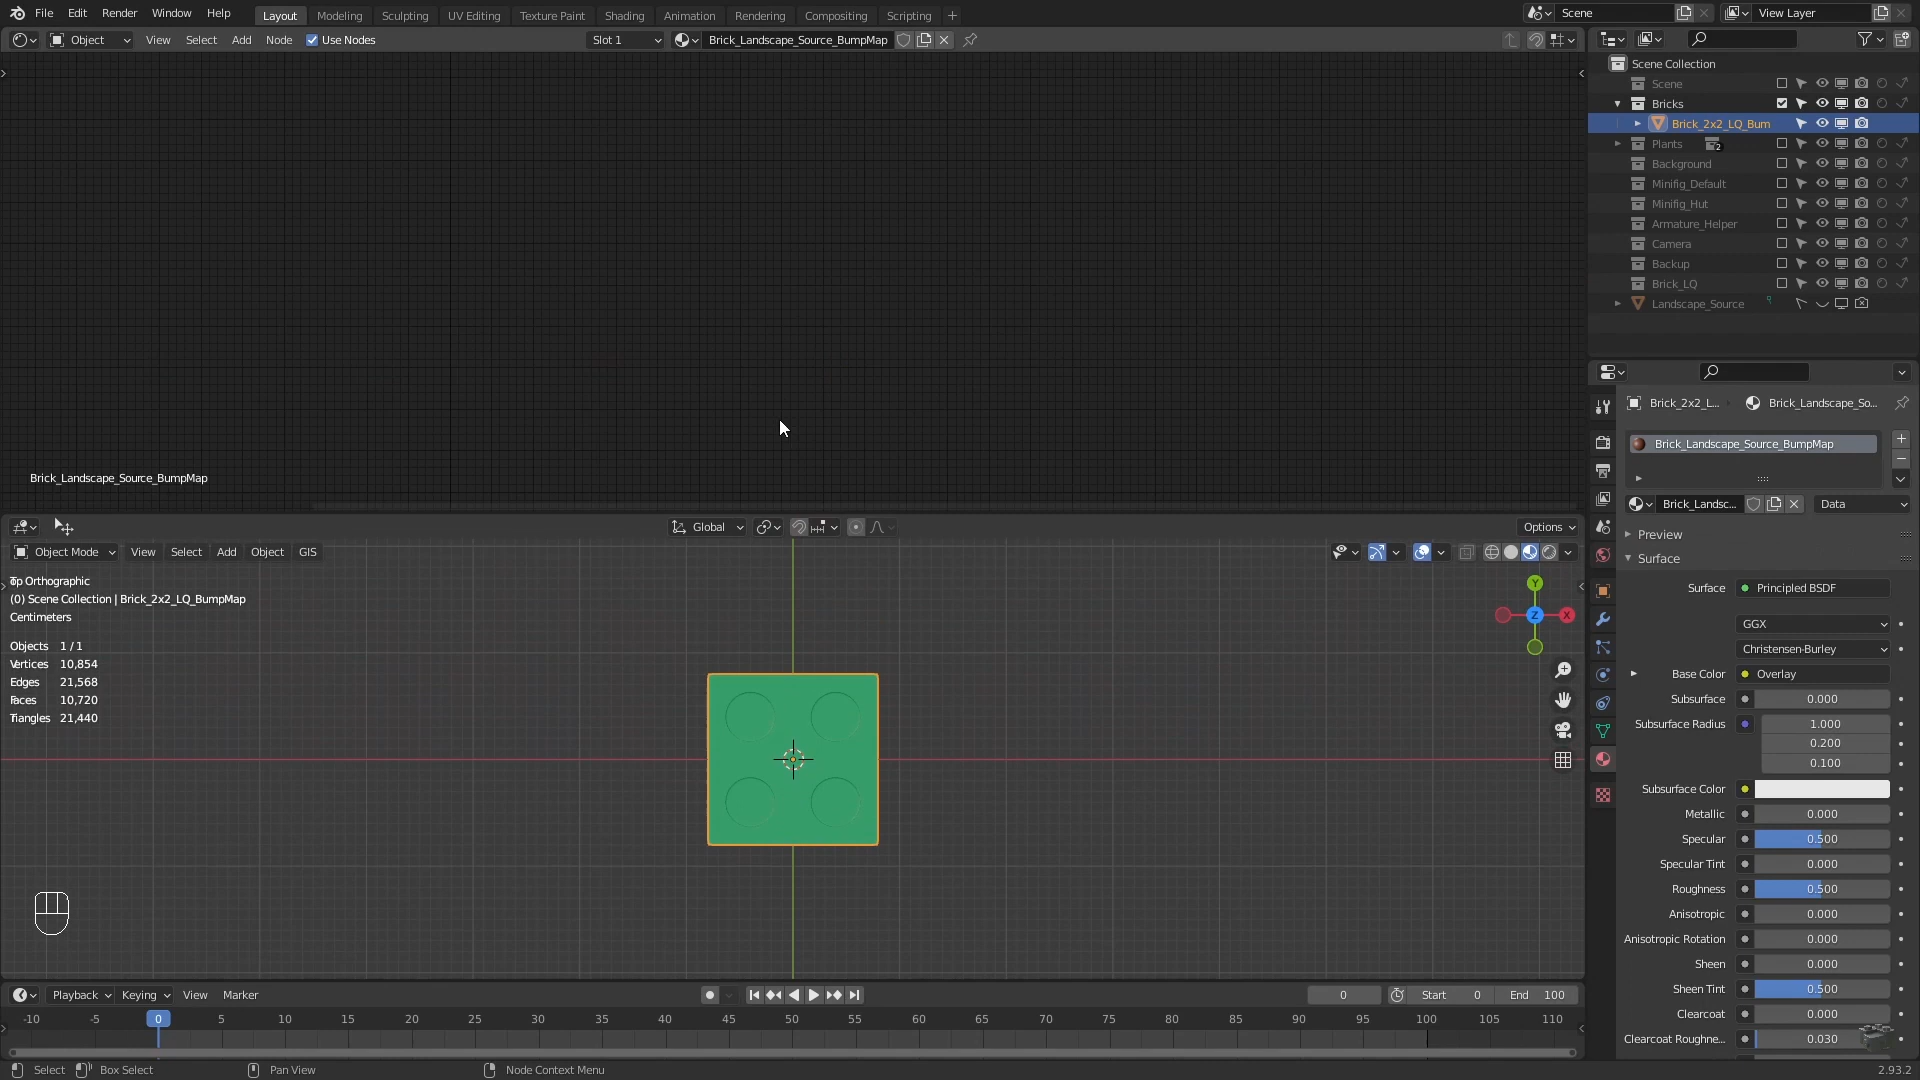 File Edit Render Window Help Layout Modeling Sculpting UV Editing Texture Paint Shading Animation Rendering Compositing Scripting + Scene View Layer
Object View Select Add Node Use Nodes Slot 1 Brick_Landscape_Source_BumpMap
Scene Collection
Scene
Bricks
Brick_2x2_LQ_Bum
Plants 2
Background
Minifig_Default
Minifig_Hut
Armature_Helper
Camera
Backup
Brick_LQ
Landscape_Source
Brick_Landscape_Source_BumpMap
Global Options
Object Mode View Select Add Object GIS
Top Orthographic
(0) Scene Collection | Brick_2x2_LQ_BumpMap
Centimeters
Objects 1 / 1
Vertices 10,854
Edges 21,568
Faces 10,720
Triangles 21,440
Y
Z X
Brick_2x2_L... Brick_Landscape_So...
Brick_Landscape_Source_BumpMap
Brick_Landsc... Data
Preview
Surface
Surface Principled BSDF
GGX
Christensen-Burley
Base Color Overlay
Subsurface 0.000
Subsurface Radius 1.000
0.200
0.100
Subsurface Color
Metallic 0.000
Specular 0.500
Specular Tint 0.000
Roughness 0.500
Anisotropic 0.000
Anisotropic Rotation 0.000
Sheen 0.000
Sheen Tint 0.500
Clearcoat 0.000
Clearcoat Roughne... 0.030
Playback Keying View Marker 0 Start 0 End 100
-10 -5 0 5 10 15 20 25 30 35 40 45 50 55 60 65 70 75 80 85 90 95 100 105 110
Select Box Select Pan View Node Context Menu 2.93.2